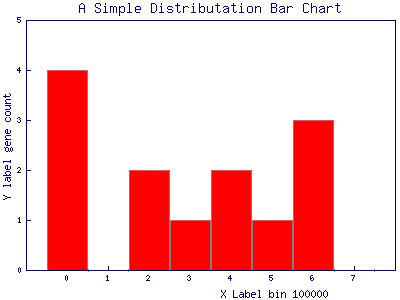 A Simple Distributation Bar Chart
5
4
3
2
1
0
Y label gene count
0 1 2 3 4 5 6 7
X Label bin 100000